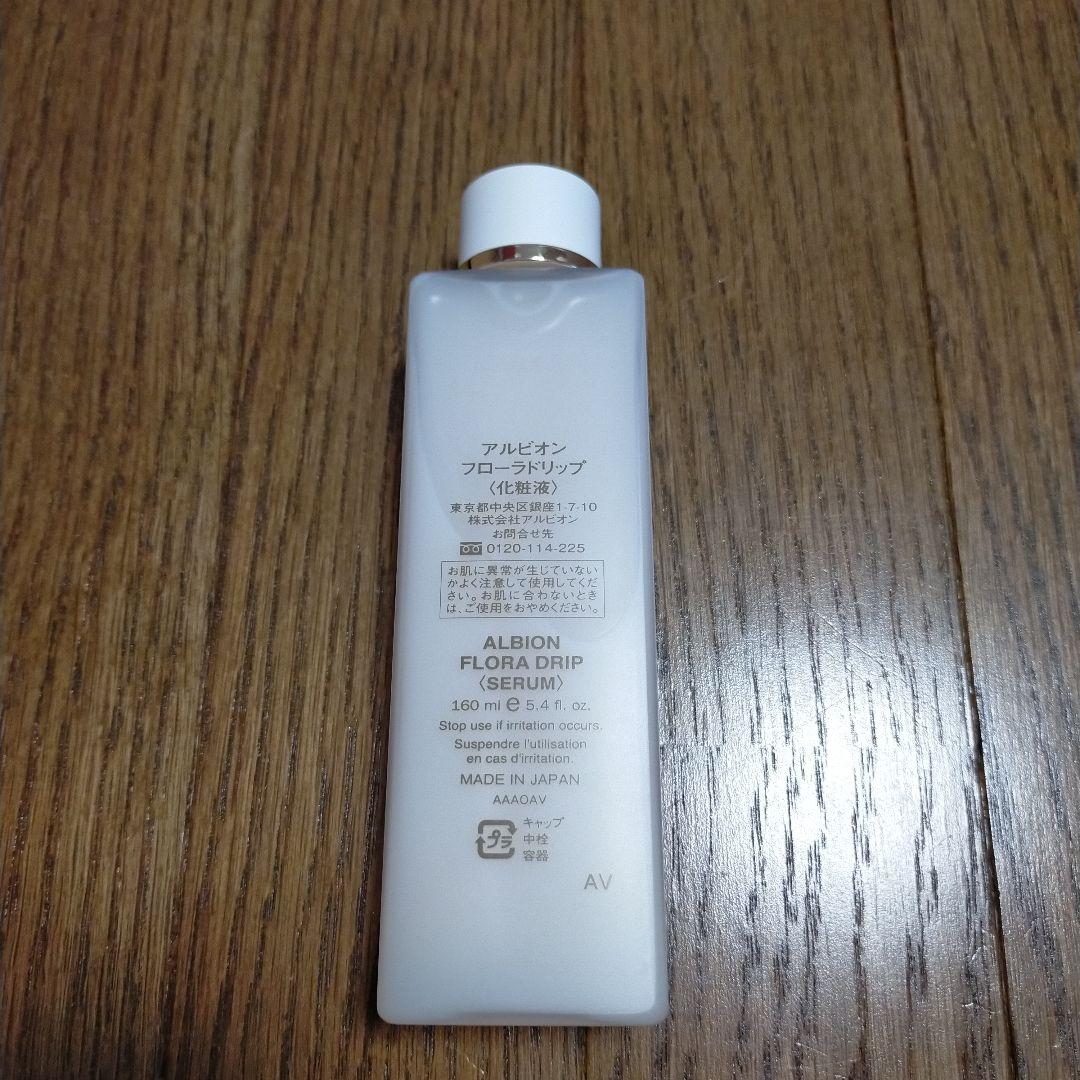 アルビオン
フローラドリップ
〈化粧液〉
東京都中央区銀座1-7-10
株式会社アルビオン
お問合せ先
0120-114-225
お肌に異常が生じていない
かよく注意して使用してくだ
さい。お肌に合わないとき
は、ご使用をおやめください。
ALBION
FLORA DRIP
〈SERUM〉
160 ml e 5.4 fl. oz.
Stop use if irritation occurs.
Suspendre l'utilisation
en cas d'irritation.
MADE IN JAPAN
AAAOAV
プラ
キャップ
中栓
容器
AV